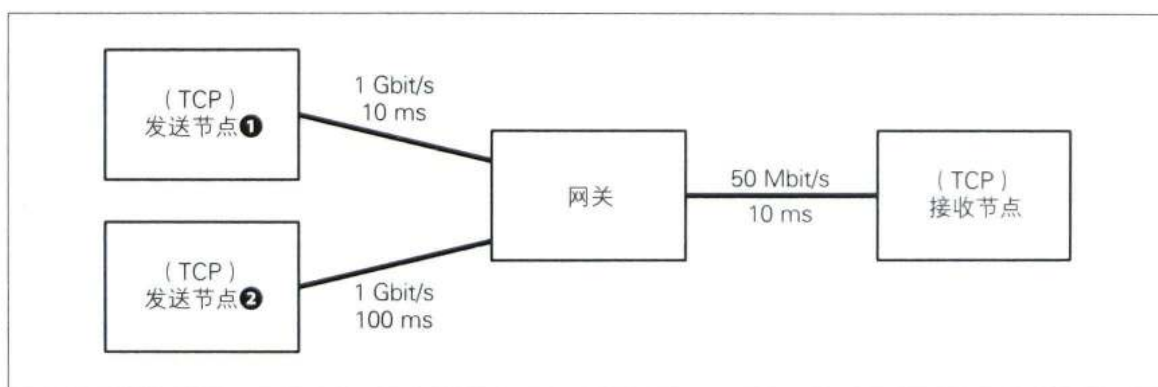 （TCP）
发送节点❶
1 Gbit/s
10 ms
网关
50 Mbit/s
10 ms
（TCP）
接收节点
（TCP）
发送节点❷
1 Gbit/s
100 ms